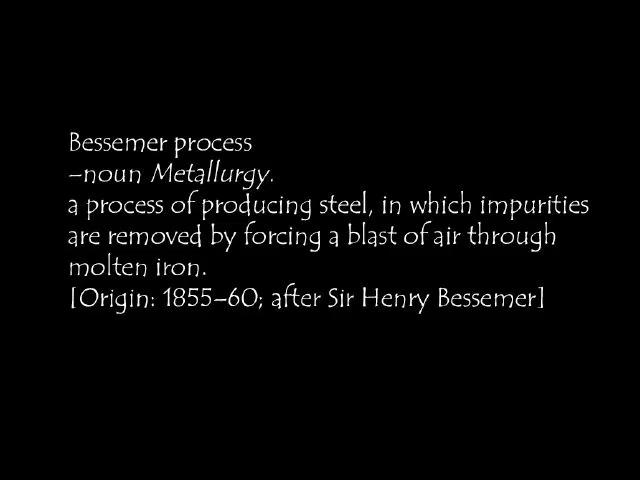 Bessemer process
–noun Metallurgy.
a process of producing steel, in which impurities
are removed by forcing a blast of air through
molten iron.
[Origin: 1855–60; after Sir Henry Bessemer]